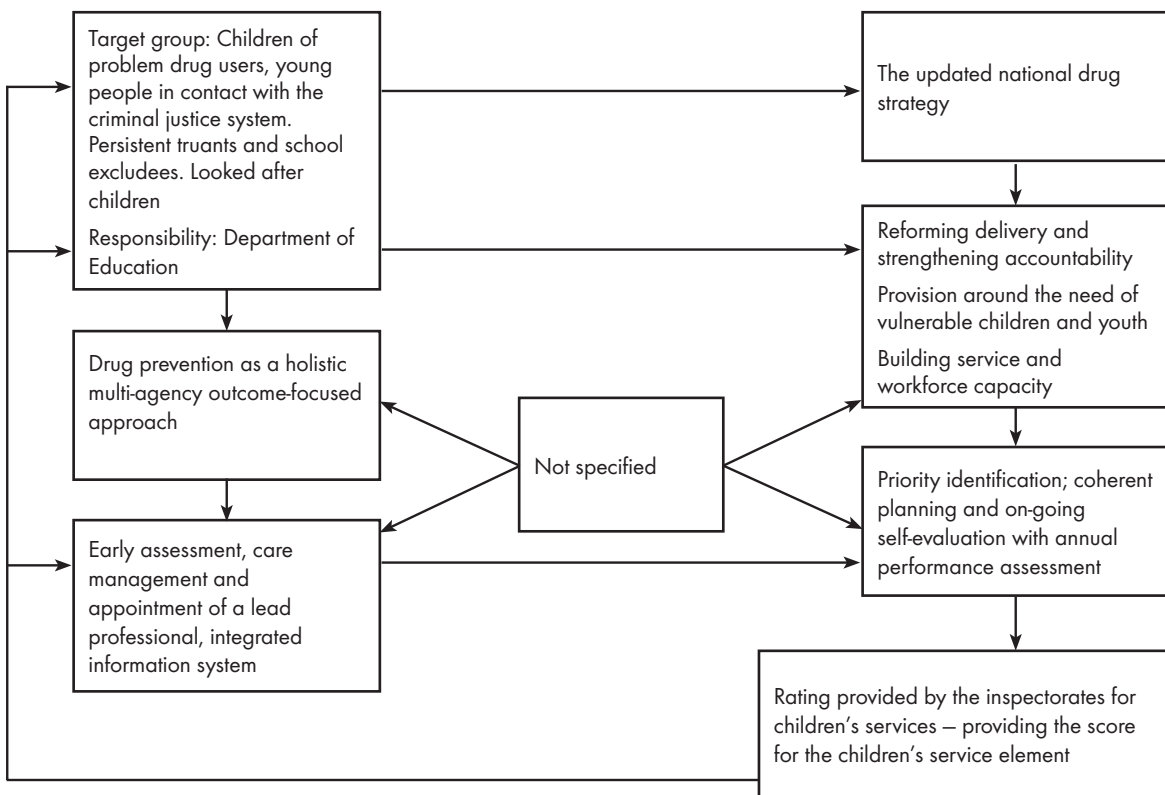 Target group: Children of
problem drug users, young
people in contact with the
criminal justice system.
Persistent truants and school
excludees. Looked after
children
Responsibility: Department of
Education
The updated national drug
strategy
Reforming delivery and
strengthening accountability
Provision around the need of
vulnerable children and youth
Building service and
workforce capacity
Drug prevention as a holistic
multi-agency outcome-focused
approach
Not specified
Priority identification; coherent
planning and on-going
self-evaluation with annual
performance assessment
Early assessment, care
management and
appointment of a lead
professional, integrated
information system
Rating provided by the inspectorates for
children’s services – providing the score
for the children’s service element